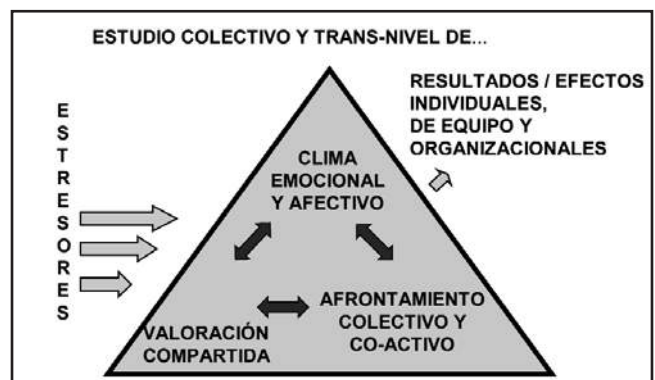 ESTUDIO COLECTIVO Y TRANS-NIVEL DE...
ESTRESORES
RESULTADOS / EFECTOS
INDIVIDUALES,
DE EQUIPO Y
ORGANIZACIONALES
CLIMA
EMOCIONAL
Y AFECTIVO
VALORACIÓN
COMPARTIDA
AFRONTAMIENTO
COLECTIVO Y
CO-ACTIVO